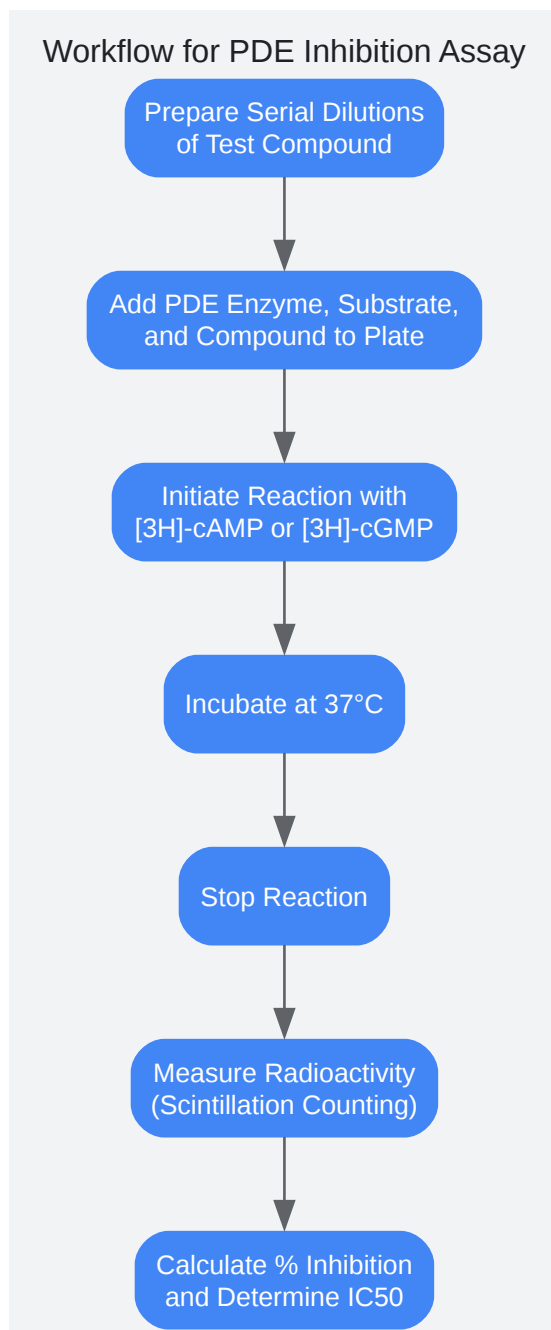 Workflow for PDE Inhibition Assay
Prepare Serial Dilutions
of Test Compound
Add PDE Enzyme, Substrate,
and Compound to Plate
Initiate Reaction with
[3H]-cAMP or [3H]-cGMP
Incubate at 37°C
Stop Reaction
Measure Radioactivity
(Scintillation Counting)
Calculate % Inhibition
and Determine IC50